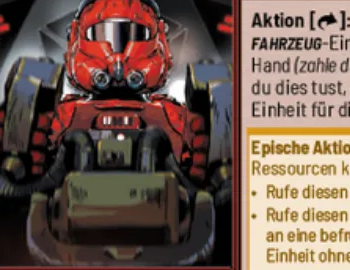 Aktion [
]:
FAHRZEUG-Ein
Hand (zahle d
du dies tust,
Einheit für di
Epische Aktio
Ressourcen k
• Rufe diesen
• Rufe diesen
an eine befr
Einheit ohne